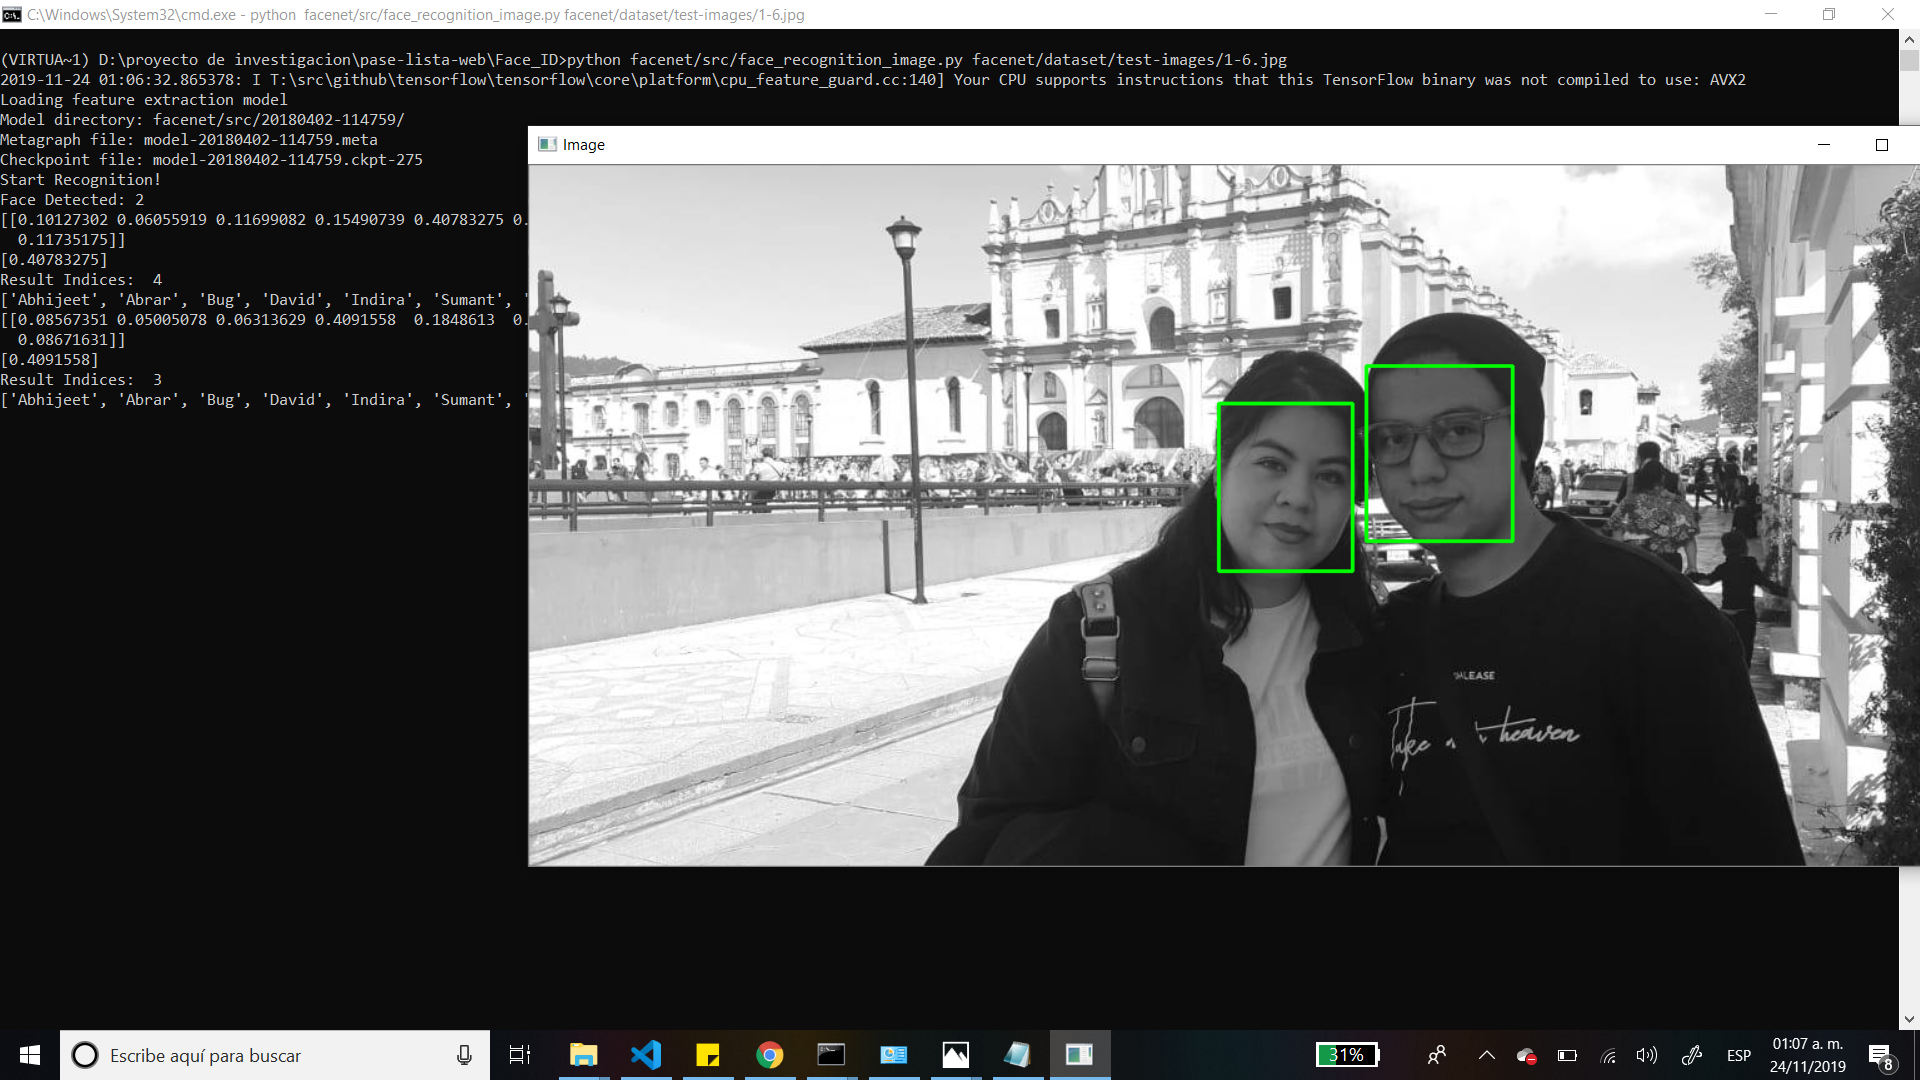 C:\Windows\System32\cmd.exe - python  facenet/src/face_recognition_image.py facenet/dataset/test-images/1-6.jpg
(VIRTUA~1) D:\proyecto de investigacion\pase-lista-web\Face_ID>python facenet/src/face_recognition_image.py facenet/dataset/test-images/1-6.jpg
2019-11-24 01:06:32.865378: I T:\src\github\tensorflow\tensorflow\core\platform\cpu_feature_guard.cc:140] Your CPU supports instructions that this TensorFlow binary was not compiled to use: AVX2
Loading feature extraction model
Model directory: facenet/src/20180402-114759/
Metagraph file: model-20180402-114759.meta
Checkpoint file: model-20180402-114759.ckpt-275
Start Recognition!
Face Detected: 2
[[0.10127302 0.06055919 0.11699082 0.15490739 0.40783275 0.
0.11735175]]
[0.40783275]
Result Indices:  4
['Abhijeet', 'Abrar', 'Bug', 'David', 'Indira', 'Sumant', '
[[0.08567351 0.05005078 0.06313629 0.4091558  0.1848613  0.
0.08671631]]
[0.4091558]
Result Indices:  3
['Abhijeet', 'Abrar', 'Bug', 'David', 'Indira', 'Sumant', '
Image
Take a heaven
Escribe aquí para buscar
31%
ESP
01:07 a. m.
24/11/2019
8